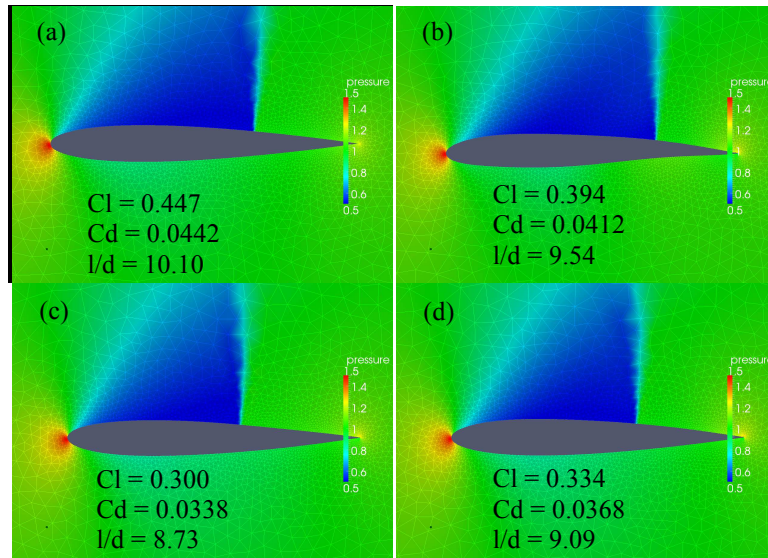 (a)
pressure
1.5
1.4
1.2
1
0.8
0.6
0.5
Cl = 0.447
Cd = 0.0442
l/d = 10.10
(b)
pressure
1.5
1.4
1.2
1
0.8
0.6
0.5
Cl = 0.394
Cd = 0.0412
l/d = 9.54
(c)
pressure
1.5
1.4
1.2
1
0.8
0.6
0.5
Cl = 0.300
Cd = 0.0338
l/d = 8.73
(d)
pressure
1.5
1.4
1.2
1
0.8
0.6
0.5
Cl = 0.334
Cd = 0.0368
l/d = 9.09